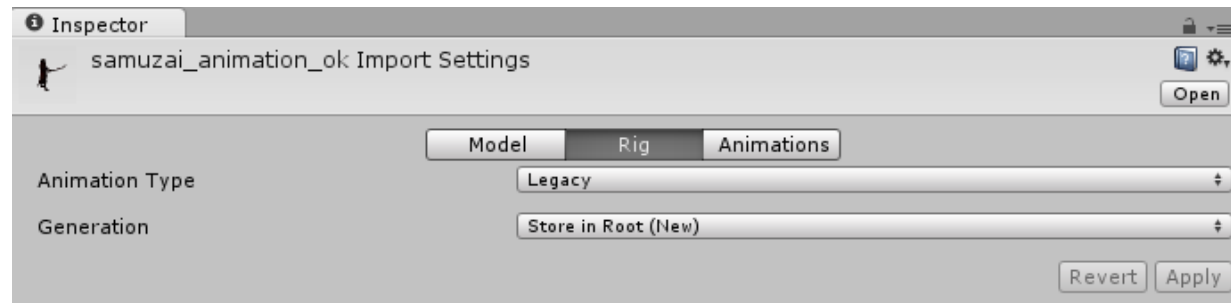 Inspector
samuzai_animation_ok Import Settings
Open
Model Rig Animations
Animation Type Legacy
Generation Store in Root (New)
Revert Apply